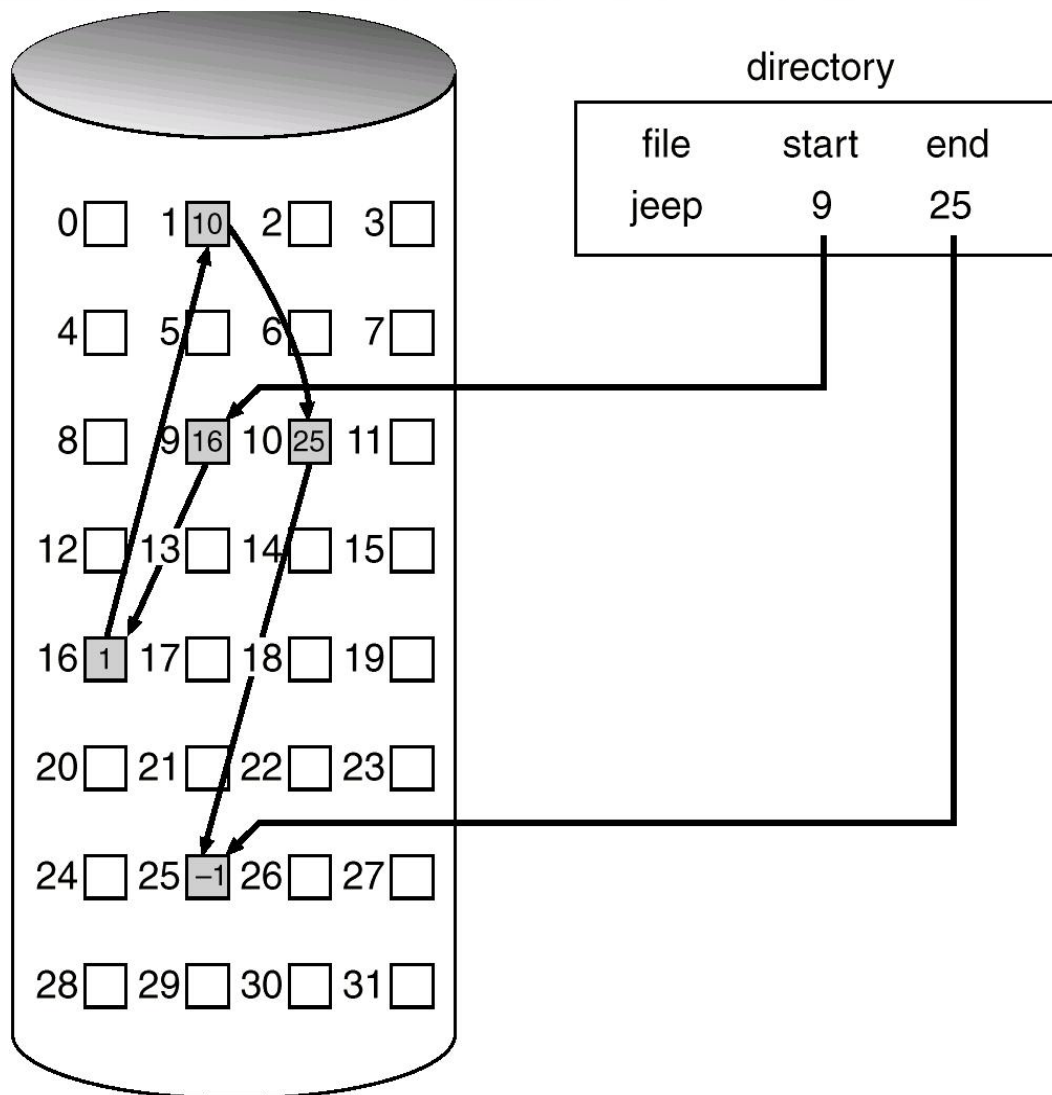 directory
file start end
jeep 9 25
0 1 10 2 3
4 5 6 7
8 9 16 10 25 11
12 13 14 15
16 1 17 18 19
20 21 22 23
24 25 –1 26 27
28 29 30 31